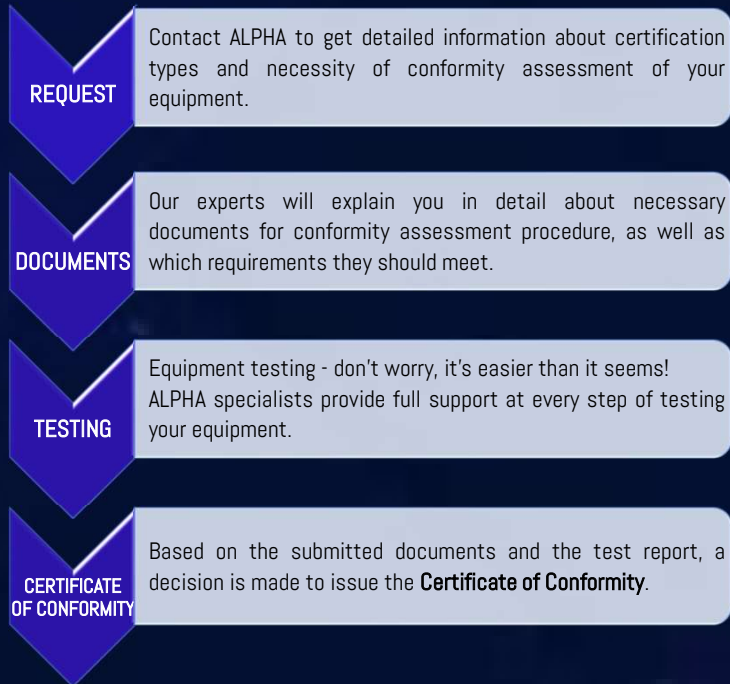 REQUEST
Contact ALPHA to get detailed information about certification
types and necessity of conformity assessment of your
equipment.
DOCUMENTS
Our experts will explain you in detail about necessary
documents for conformity assessment procedure, as well as
which requirements they should meet.
TESTING
Equipment testing - don't worry, it's easier than it seems!
ALPHA specialists provide full support at every step of testing
your equipment.
CERTIFICATE
OF CONFORMITY
Based on the submitted documents and the test report, a
decision is made to issue the Certificate of Conformity.